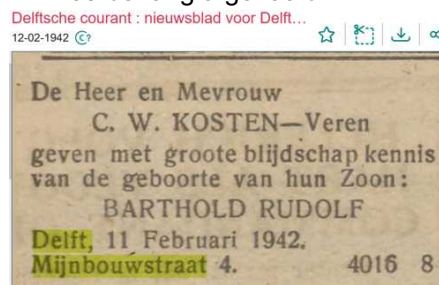 Delftsche courant : nieuwsblad voor Delft...
12-02-1942
De Heer en Mevrouw
C. W. KOSTEN—Veren
geven met groote blijdschap kennis
van de geboorte van hun Zoon:
BARTHOLD RUDOLF
Delft, 11 Februari 1942.
Mijnbouwstraat 4. 4016 8